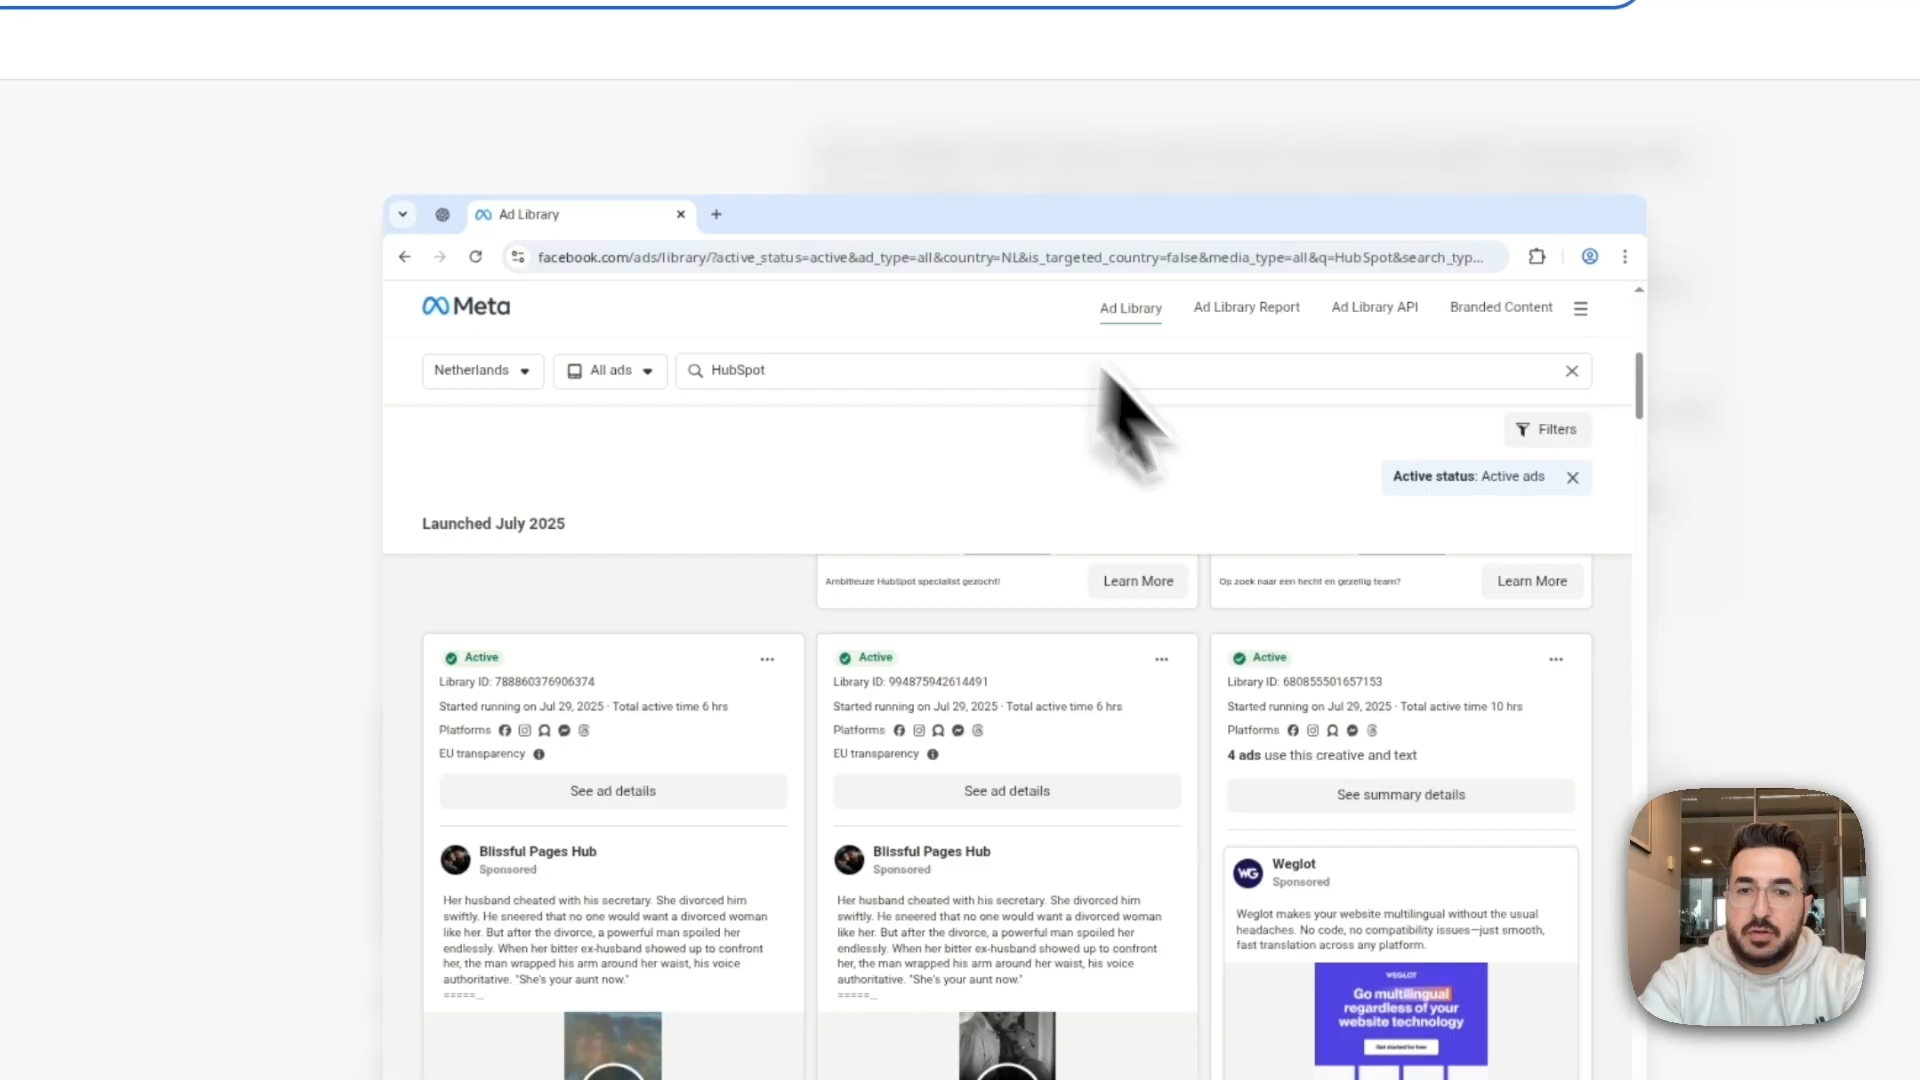 Ad Library
facebook.com/ads/library/?active_status=active&ad_type=all&country=NL&is_targeted_country=false&media_type=all&q=HubSpot&search_typ...
Meta
Ad Library
Ad Library Report
Ad Library API
Branded Content
Netherlands
All ads
HubSpot
Filters
Active status: Active ads
Launched July 2025
Ambitieuze HubSpot specialist gezocht!
Learn More
Op zoek naar een hecht en gezellig team?
Learn More
Active
Library ID: 788860376906374
Started running on Jul 29, 2025 · Total active time 6 hrs
Platforms
EU transparency
See ad details
Blissful Pages Hub
Sponsored
Her husband cheated with his secretary. She divorced him
swiftly. He sneered that no one would want a divorced woman
like her. But after the divorce, a powerful man spoiled her
endlessly. When her bitter ex-husband showed up to confront
her, the man wrapped his arm around her waist, his voice
authoritative. "She's your aunt now."
=====...
Active
Library ID: 994875942614491
Started running on Jul 29, 2025 · Total active time 6 hrs
Platforms
EU transparency
See ad details
Blissful Pages Hub
Sponsored
Her husband cheated with his secretary. She divorced him
swiftly. He sneered that no one would want a divorced woman
like her. But after the divorce, a powerful man spoiled her
endlessly. When her bitter ex-husband showed up to confront
her, the man wrapped his arm around her waist, his voice
authoritative. "She's your aunt now."
=====...
Active
Library ID: 680855501657153
Started running on Jul 29, 2025 · Total active time 10 hrs
Platforms
4 ads use this creative and text
See summary details
WG
Weglot
Sponsored
Weglot makes your website multilingual without the usual
headaches. No code, no compatibility issues—just smooth,
fast translation across any platform.
WEGLOT
Go multilingual
regardless of your
website technology
Get started for free